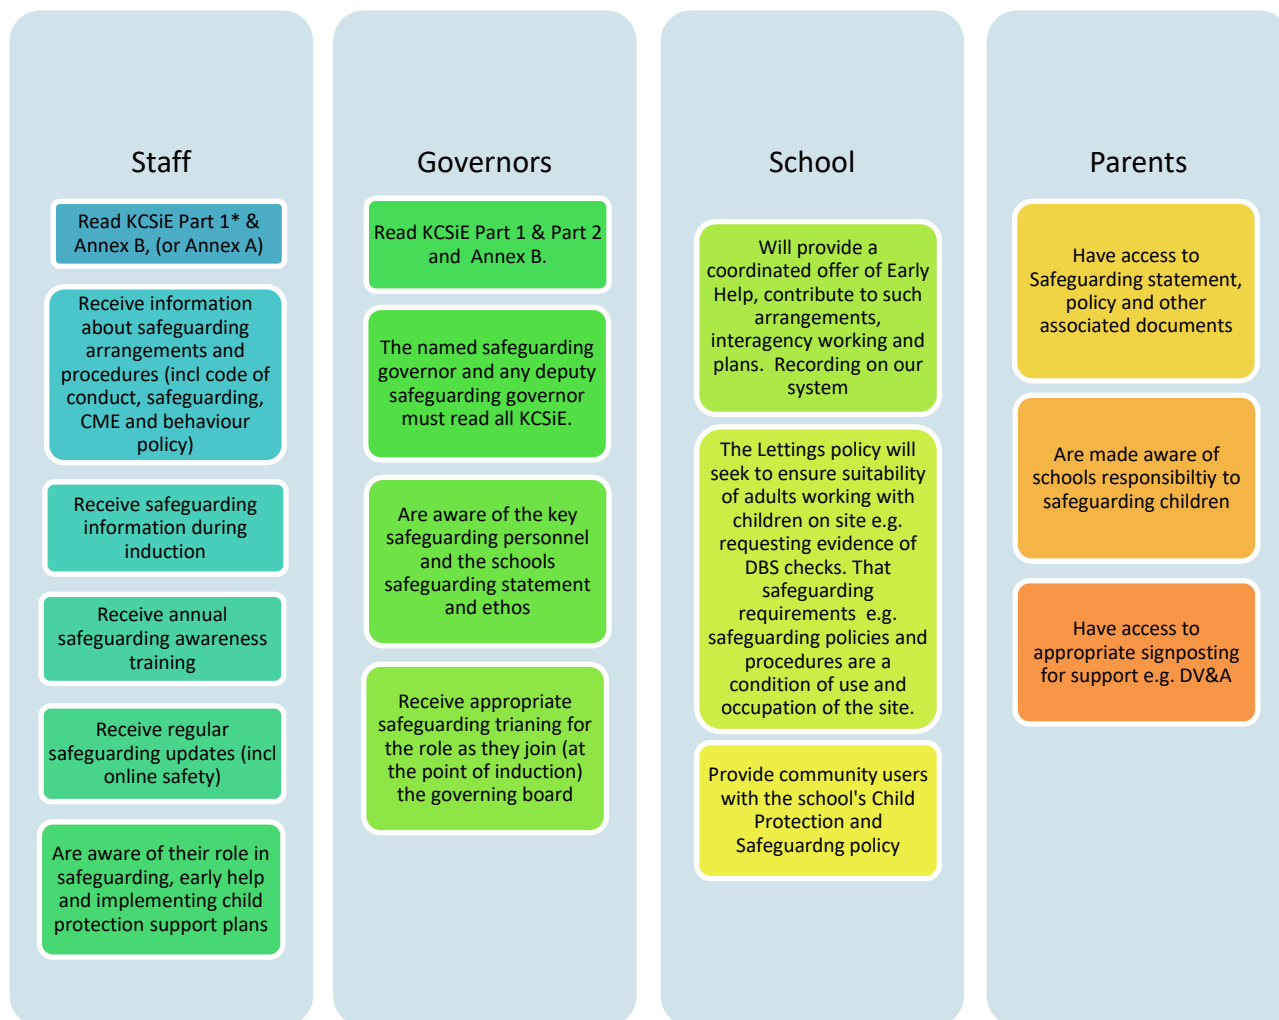 Staff
Read KCSiE Part 1* &
Annex B, (or Annex A)
Receive information
about safeguarding
arrangements and
procedures (incl code of
conduct, safeguarding,
CME and behaviour
policy)
Receive safeguarding
information during
induction
Receive annual
safeguarding awareness
training
Receive regular
safeguarding updates (incl
online safety)
Are aware of their role in
safeguarding, early help
and implementing child
protection support plans
Governors
Read KCSiE Part 1 & Part 2
and Annex B.
The named safeguarding
governor and any deputy
safeguarding governor
must read all KCSiE.
Are aware of the key
safeguarding personnel
and the schools
safeguarding statement
and ethos
Receive appropriate
safeguarding trianing for
the role as they join (at
the point of induction)
the governing board
School
Will provide a
coordinated offer of Early
Help, contribute to such
arrangements,
interagency working and
plans. Recording on our
system
The Lettings policy will
seek to ensure suitability
of adults working with
children on site e.g.
requesting evidence of
DBS checks. That
safeguarding
requirements e.g.
safeguarding policies and
procedures are a
condition of use and
occupation of the site.
Provide community users
with the school's Child
Protection and
Safeguardng policy
Parents
Have access to
Safeguarding statement,
policy and other
associated documents
Are made aware of
schools responsibiltiy to
safeguarding children
Have access to
appropriate signposting
for support e.g. DV&A